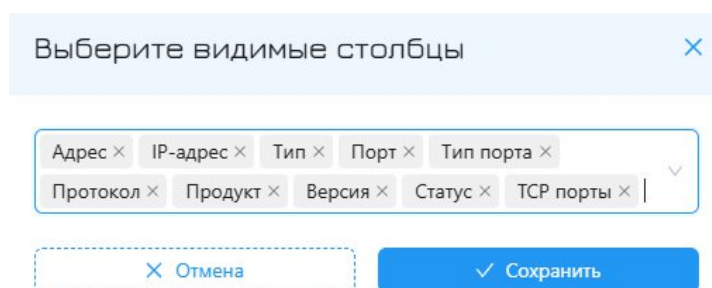 Выберите видимые столбцы
Адрес IP-адрес Тип Порт Тип порта
Протокол Продукт Версия Статус TCP порты
Отмена Сохранить